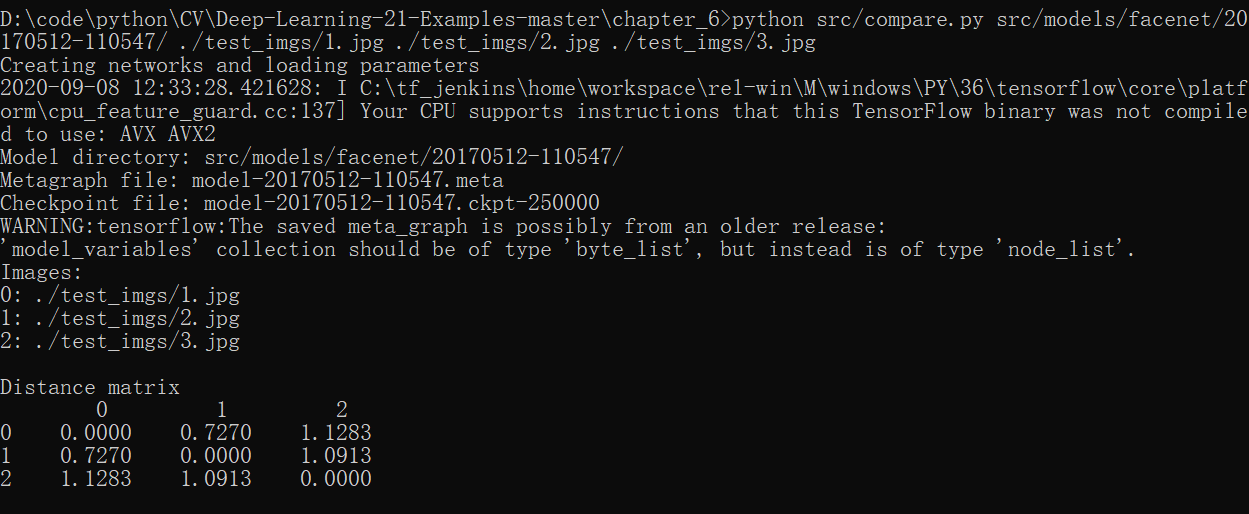 D:\code\python\CV\Deep-Learning-21-Examples-master\chapter_6>python src/compare.py src/models/facenet/20
170512-110547/ ./test_imgs/1.jpg ./test_imgs/2.jpg ./test_imgs/3.jpg
Creating networks and loading parameters
2020-09-08 12:33:28.421628: I C:\tf_jenkins\home\workspace\rel-win\M\windows\PY\36\tensorflow\core\platf
orm\cpu_feature_guard.cc:137] Your CPU supports instructions that this TensorFlow binary was not compile
d to use: AVX AVX2
Model directory: src/models/facenet/20170512-110547/
Metagraph file: model-20170512-110547.meta
Checkpoint file: model-20170512-110547.ckpt-250000
WARNING:tensorflow:The saved meta_graph is possibly from an older release:
'model_variables' collection should be of type 'byte_list', but instead is of type 'node_list'.
Images:
0: ./test_imgs/1.jpg
1: ./test_imgs/2.jpg
2: ./test_imgs/3.jpg
Distance matrix
0 1 2
0 0.0000 0.7270 1.1283
1 0.7270 0.0000 1.0913
2 1.1283 1.0913 0.0000